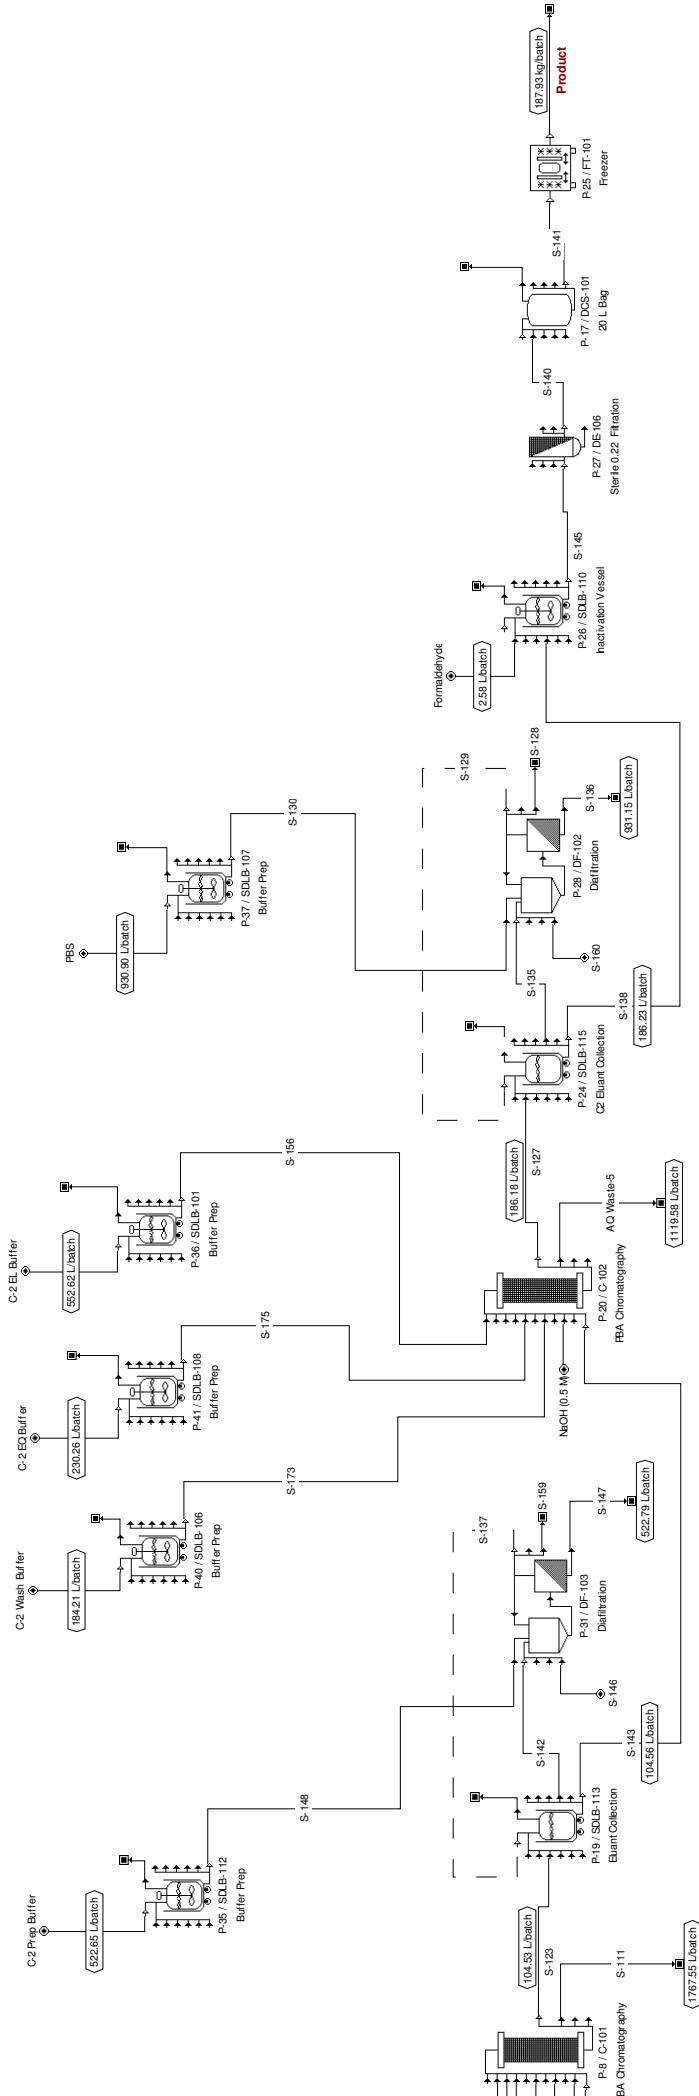 C-2 Prep Buffer
522.65 L/batch
P-35 / SDLB-112
Buffer Prep
S-148
104.53 L/batch
S-123
S-111
1767.55 L/batch
P-8 / C-101
BA Chromatography
P-19 / SDLB-113
Eluant Collection
S-142
S-143
104.56 L/batch
S-146
S-137
P-31 / DF-103
Diafiltration
S-159
S-147
522.79 L/batch
C-2 Wash Buffer
184.21 L/batch
P-40 / SDLB-106
Buffer Prep
S-173
C-2 EQ Buffer
230.26 L/batch
P-41 / SDLB-108
Buffer Prep
S-175
C-2 EL Buffer
552.62 L/batch
P-36 / SDLB-101
Buffer Prep
S-156
NaOH (0.5 M)
P-20 / C-102
PBA Chromatography
AQ Waste-5
1119.58 L/batch
186.18 L/batch
S-127
P-24 / SDLB-115
C2 Eluant Collection
S-135
S-138
186.23 L/batch
S-160
PBS
930.90 L/batch
P-37 / SDLB-107
Buffer Prep
S-130
S-129
P-28 / DF-102
Diafiltration
S-128
S-136
931.15 L/batch
Formaldehyde
2.58 L/batch
P-26 / SDLB-110
Inactivation Vessel
S-145
P-27 / DE-106
Sterile 0.22 Filtration
S-140
P-17 / DCS-101
20 L Bag
S-141
P-25 / FT-101
Freezer
187.93 kg/batch
Product